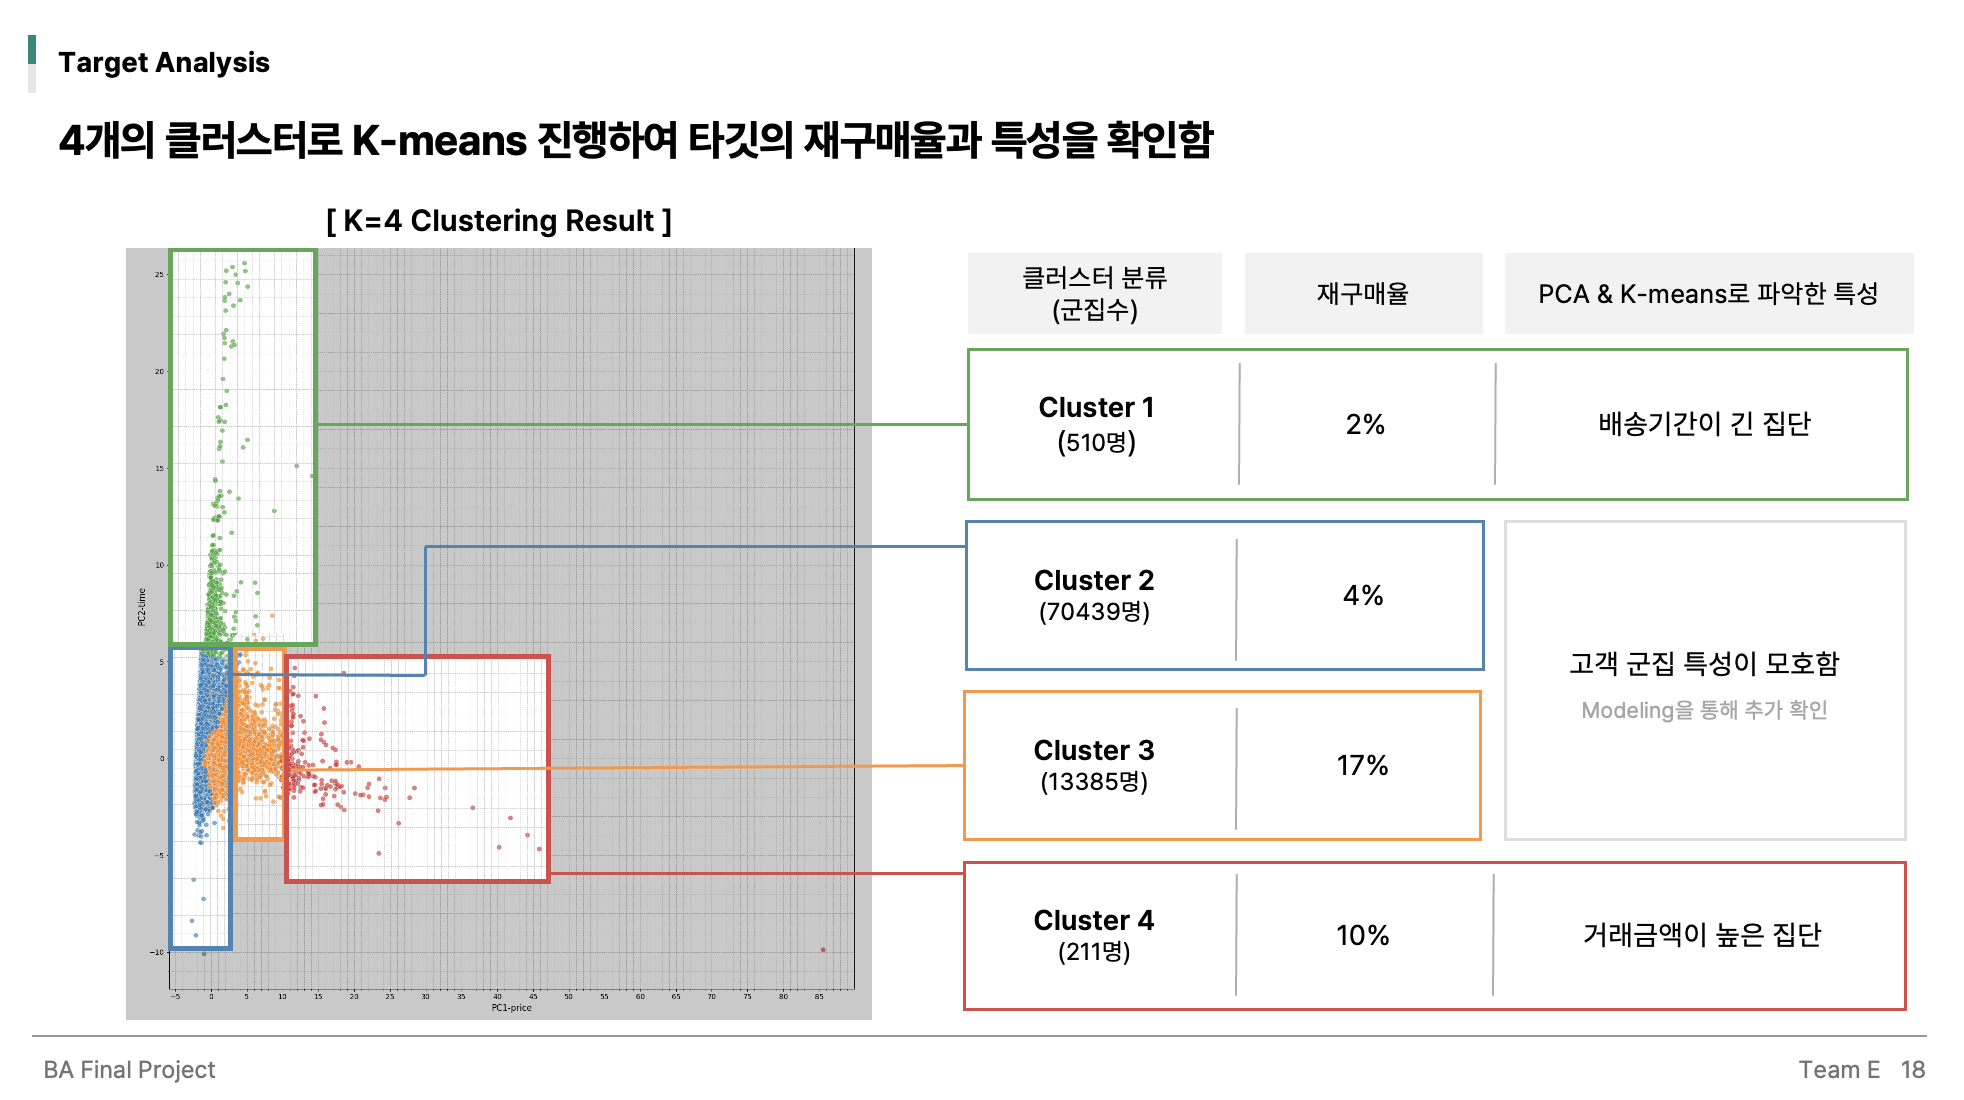 Target Analysis
4개의 클러스터로 K-means 진행하여 타깃의 재구매율과 특성을 확인함
[ K=4 Clustering Result ]
25
20
15
10
5
0
−5
−10
PC2-time
−5 0 5 10 15 20 25 30 35 40 45 50 55 60 65 70 75 80 85
PC1-price
클러스터 분류
(군집수)
재구매율
PCA & K-means로 파악한 특성
Cluster 1
(510명)
2%
배송기간이 긴 집단
Cluster 2
(70439명)
4%
Cluster 3
(13385명)
17%
고객 군집 특성이 모호함
Modeling을 통해 추가 확인
Cluster 4
(211명)
10%
거래금액이 높은 집단
BA Final Project
Team E 18